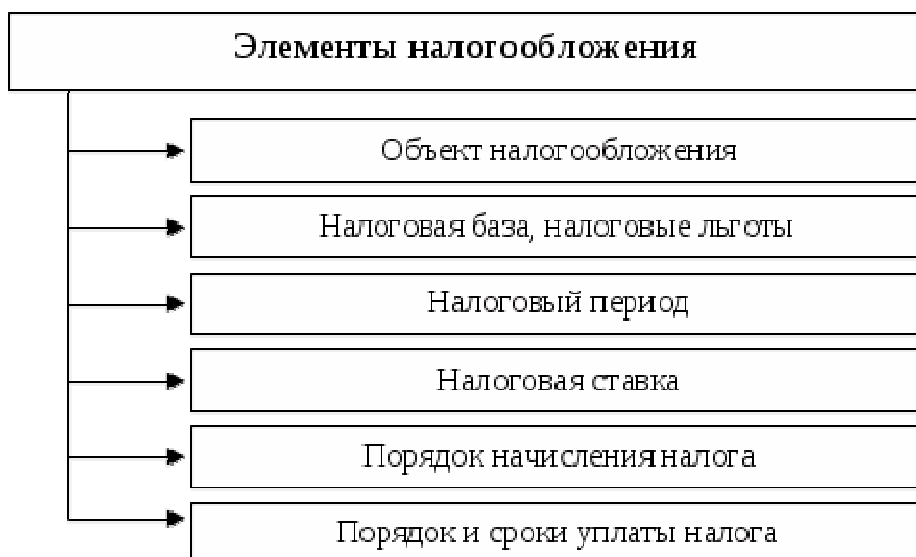 Элементы налогообложения
Объект налогообложения
Налоговая база, налоговые льготы
Налоговый период
Налоговая ставка
Порядок начисления налога
Порядок и сроки уплаты налога